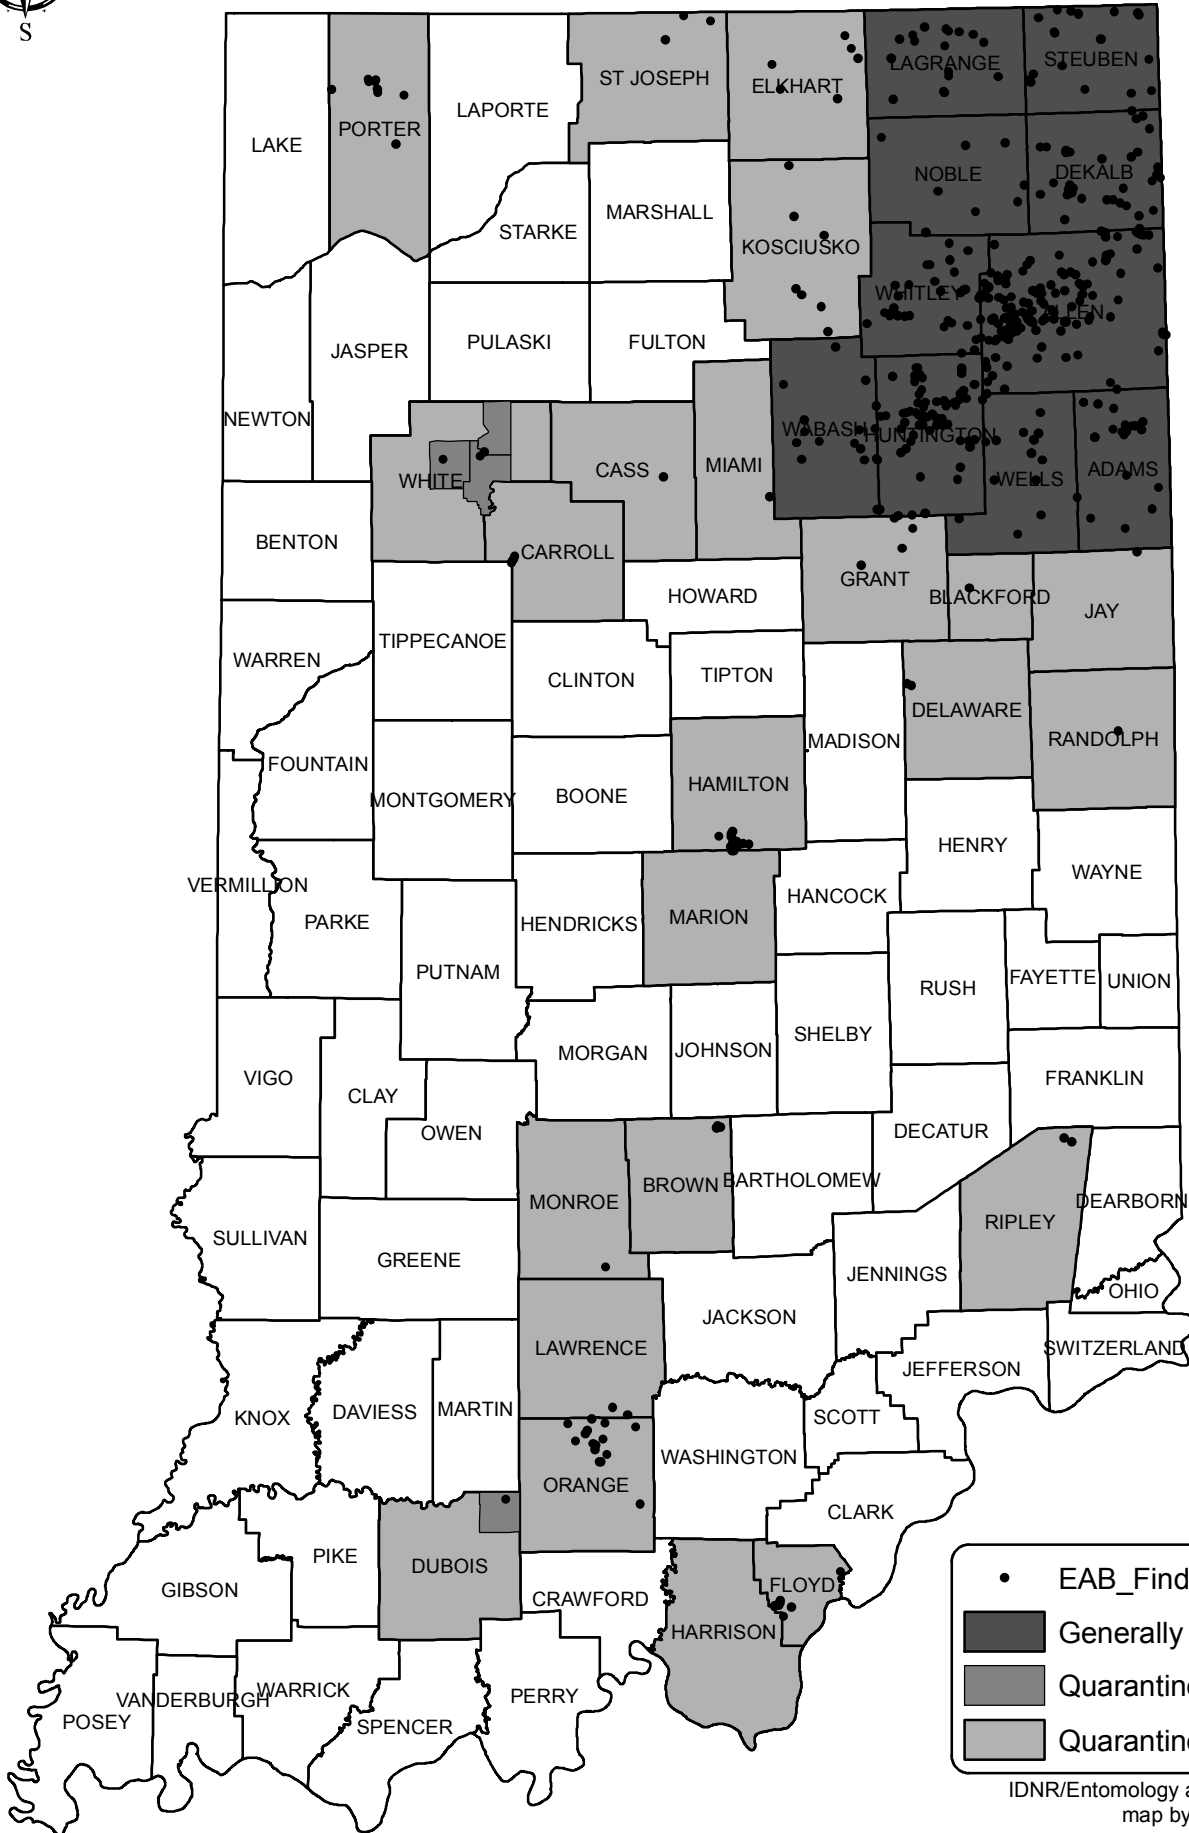 S
LAGRANGE
STEUBEN
ST JOSEPH
ELKHART
LAPORTE
PORTER
LAKE
NOBLE
DEKALB
MARSHALL
STARKE
KOSCIUSKO
WHITLEY
ALLEN
JASPER
PULASKI
FULTON
NEWTON
WABASH
HUNTINGTON
WHITE
CASS
MIAMI
WELLS
ADAMS
BENTON
CARROLL
GRANT
BLACKFORD
JAY
HOWARD
TIPPECANOE
WARREN
CLINTON
TIPTON
DELAWARE
RANDOLPH
MADISON
FOUNTAIN
HAMILTON
MONTGOMERY
BOONE
HENRY
WAYNE
VERMILLION
HANCOCK
PARKE
HENDRICKS
MARION
PUTNAM
RUSH
FAYETTE
UNION
SHELBY
MORGAN
JOHNSON
VIGO
CLAY
FRANKLIN
OWEN
DECATUR
BROWN
BARTHOLOMEW
MONROE
DEARBORN
RIPLEY
SULLIVAN
GREENE
JENNINGS
OHIO
JACKSON
LAWRENCE
SWITZERLAND
JEFFERSON
KNOX
DAVIESS
MARTIN
SCOTT
WASHINGTON
ORANGE
CLARK
PIKE
DUBOIS
GIBSON
CRAWFORD
FLOYD
HARRISON
WARRICK
VANDERBURGH
PERRY
POSEY
SPENCER
EAB_Find
Generally
Quarantine
Quarantine
IDNR/Entomology a
map by